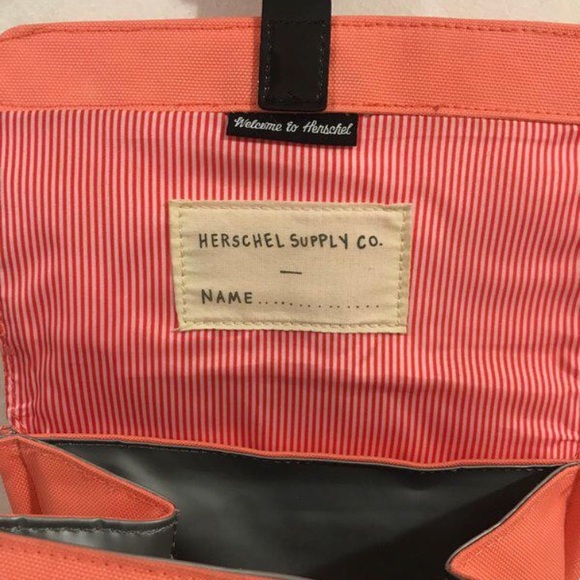 Welcome to Herschel
HERSCHEL SUPPLY CO.
—
NAME..............